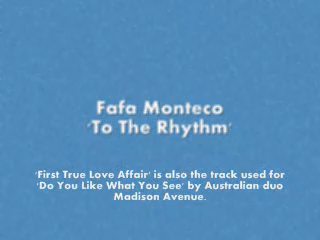 Fafa Monteco
'To The Rhythm'
'First True Love Affair' is also the track used for
'Do You Like What You See' by Australian duo
Madison Avenue.